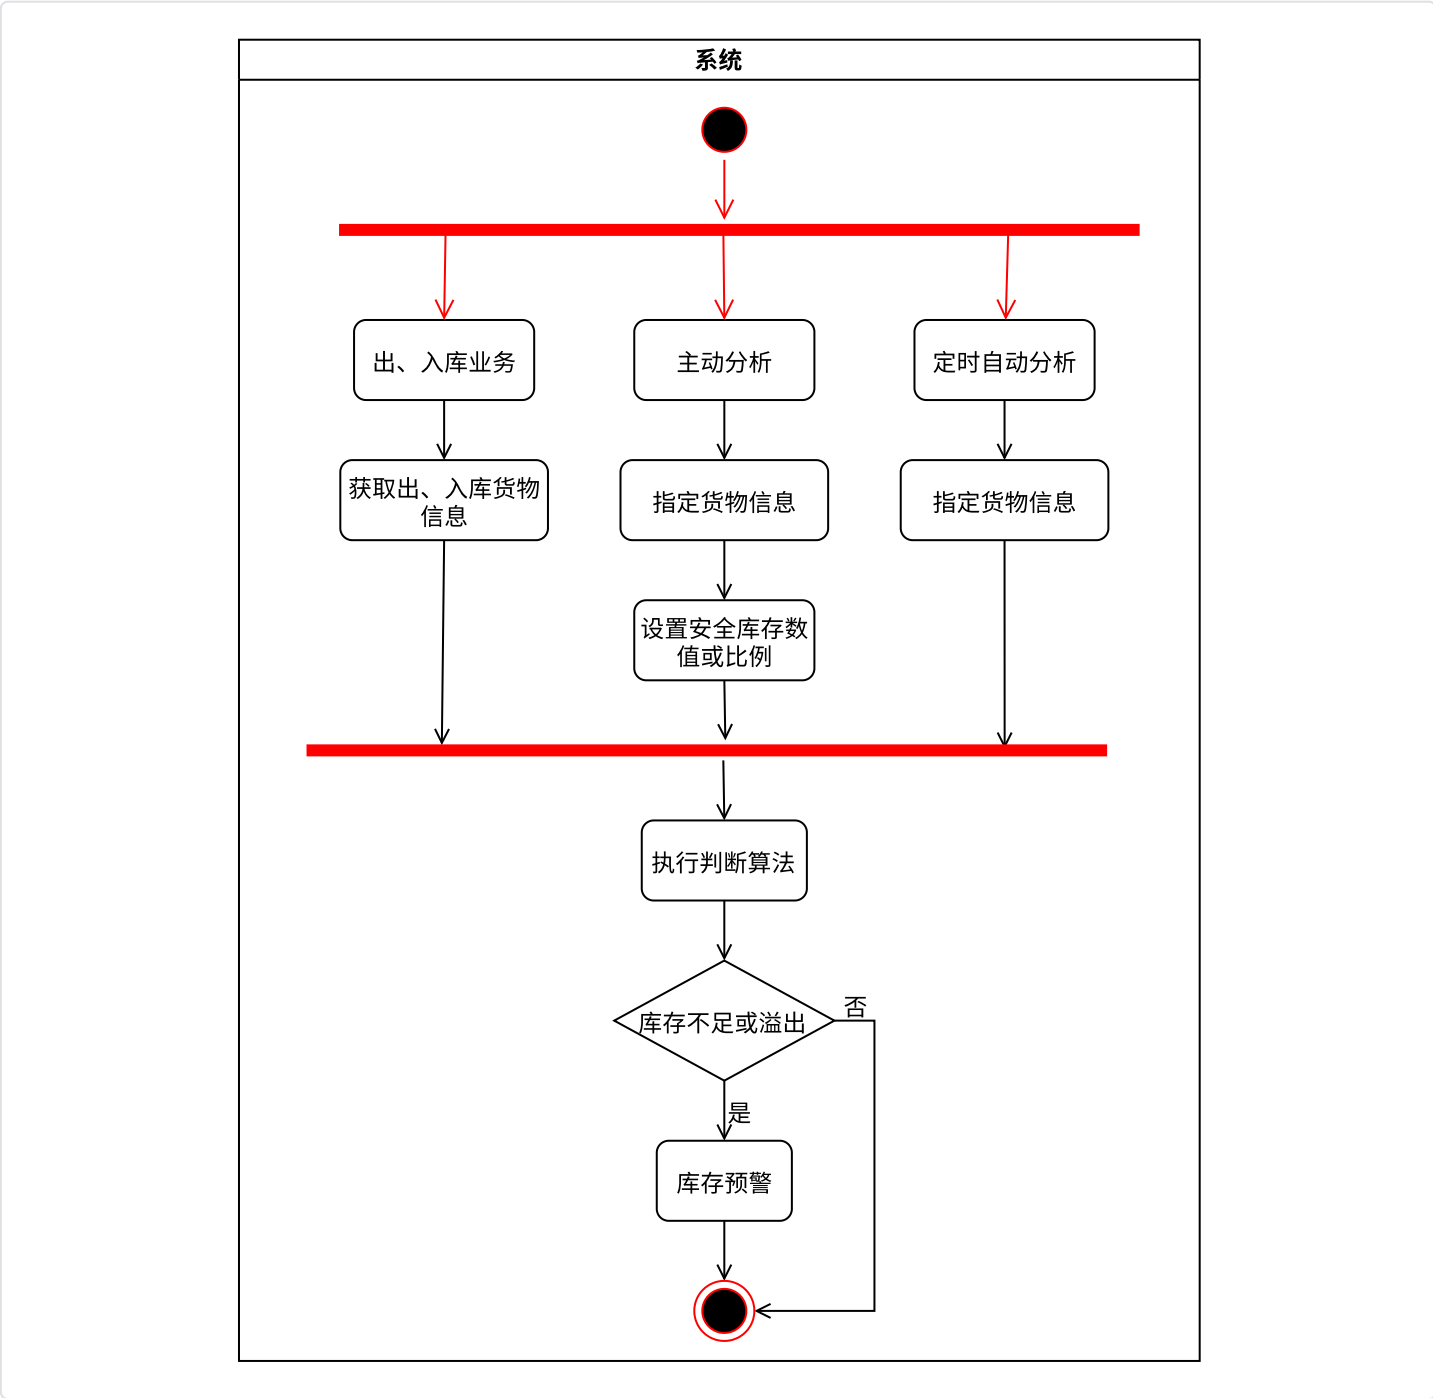 系统
出、入库业务
主动分析
定时自动分析
获取出、入库货物
信息
指定货物信息
指定货物信息
设置安全库存数
值或比例
执行判断算法
库存不足或溢出
否
是
库存预警